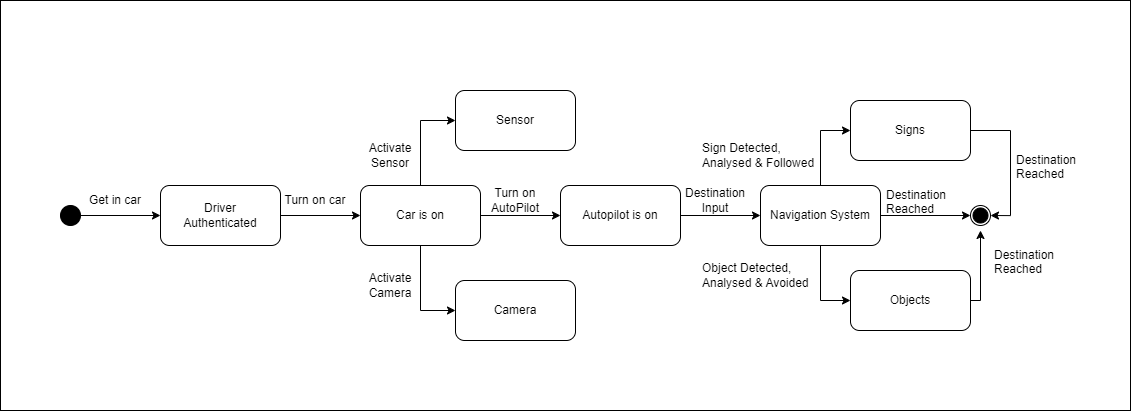 Get in car
Driver
Authenticated
Turn on car
Activate
Sensor
Sensor
Car is on
Activate
Camera
Camera
Turn on
AutoPilot
Autopilot is on
Destination
Input
Navigation System
Sign Detected,
Analysed & Followed
Signs
Destination
Reached
Destination
Reached
Object Detected,
Analysed & Avoided
Objects
Destination
Reached